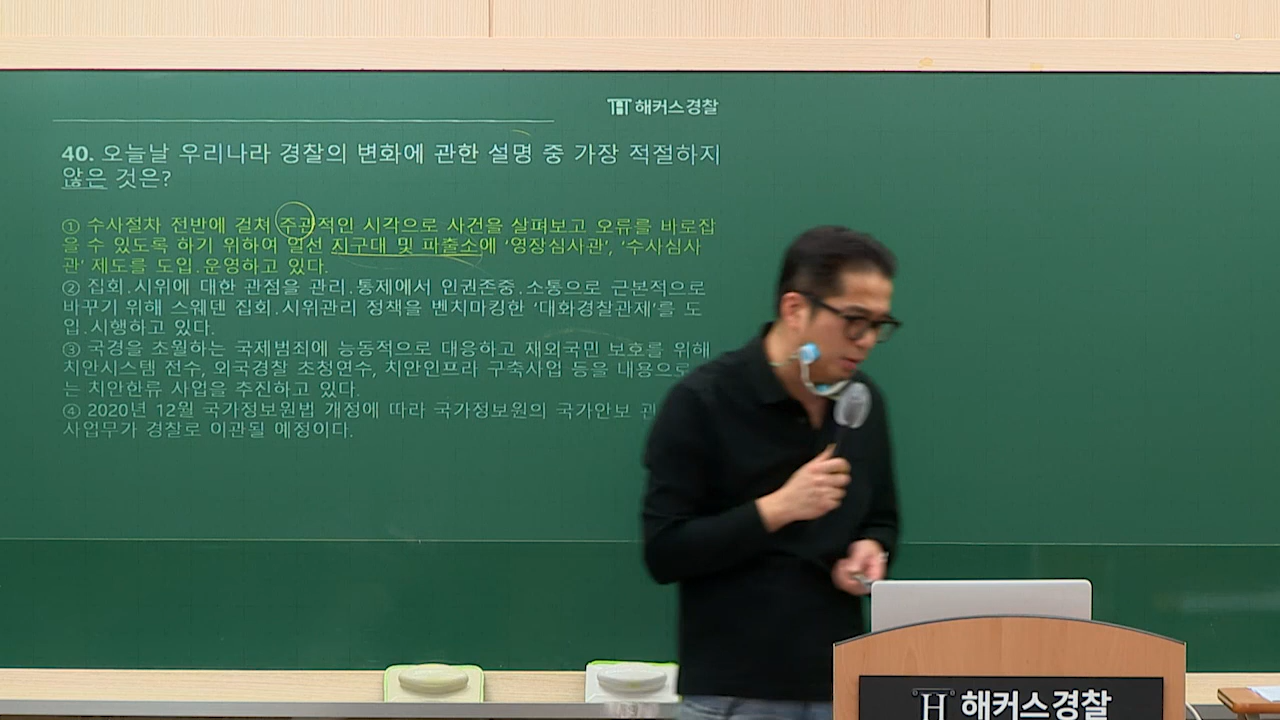 해커스경찰
40. 오늘날 우리나라 경찰의 변화에 관한 설명 중 가장 적절하지
않은 것은?
① 수사절차 전반에 걸쳐 주관적인 시각으로 사건을 살펴보고 오류를 바로잡
을 수 있도록 하기 위하여 일선 지구대 및 파출소에 ‘영장심사관’, ‘수사심사
관’ 제도를 도입.운영하고 있다.
② 집회.시위에 대한 관점을 관리.통제에서 인권존중.소통으로 근본적으로
바꾸기 위해 스웨덴 집회.시위관리 정책을 벤치마킹한 ‘대화경찰관제’를 도
입.시행하고 있다.
③ 국경을 초월하는 국제범죄에 능동적으로 대응하고 재외국민 보호를 위해
치안시스템 전수, 외국경찰 초청연수, 치안인프라 구축사업 등을 내용으로
는 치안한류 사업을 추진하고 있다.
④ 2020년 12월 국가정보원법 개정에 따라 국가정보원의 국가안보
사업무가 경찰로 이관될 예정이다.
H 해커스경찰